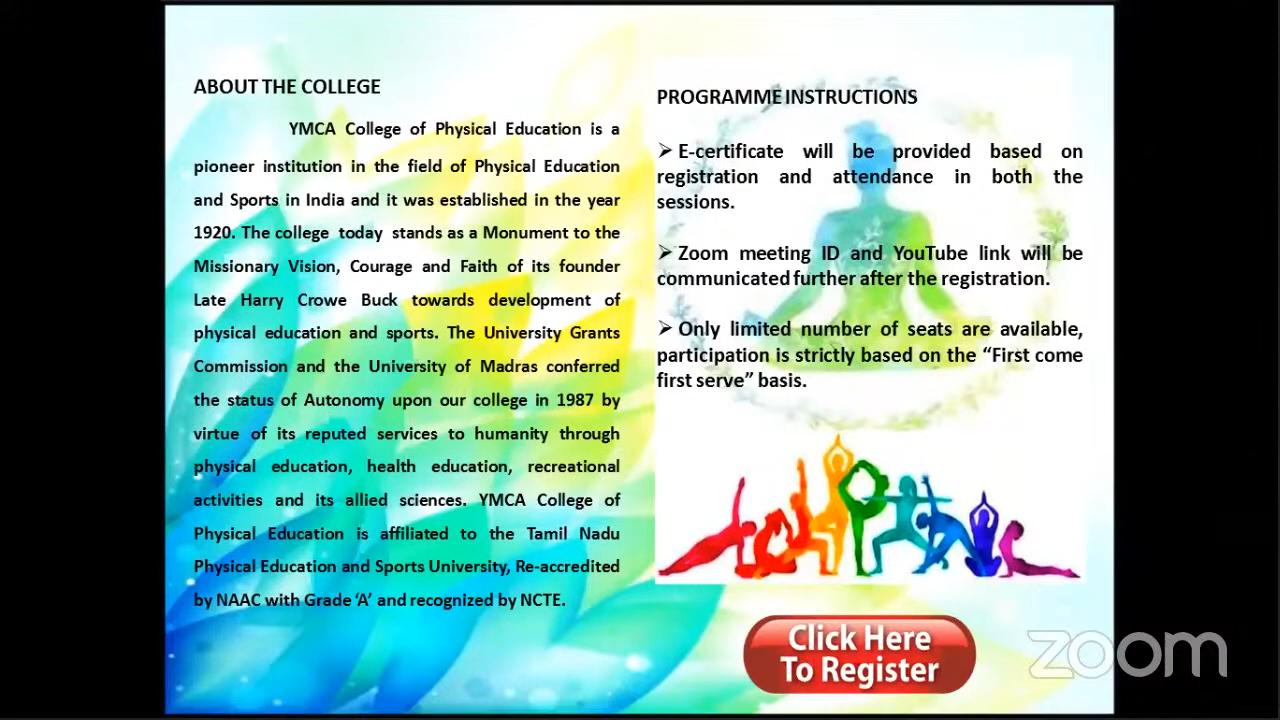 ABOUT THE COLLEGE
YMCA College of Physical Education is a
pioneer institution in the field of Physical Education
and Sports in India and it was established in the year
1920. The college today stands as a Monument to the
Missionary Vision, Courage and Faith of its founder
Late Harry Crowe Buck towards development of
physical education and sports. The University Grants
Commission and the University of Madras conferred
the status of Autonomy upon our college in 1987 by
virtue of its reputed services to humanity through
physical education, health education, recreational
activities and its allied sciences. YMCA College of
Physical Education is affiliated to the Tamil Nadu
Physical Education and Sports University, Re-accredited
by NAAC with Grade ‘A’ and recognized by NCTE.
PROGRAMME INSTRUCTIONS
➢ E-certificate will be provided based on
registration and attendance in both the
sessions.
➢ Zoom meeting ID and YouTube link will be
communicated further after the registration.
➢ Only limited number of seats are available,
participation is strictly based on the “First come
first serve” basis.
Click Here
To Register
zoom